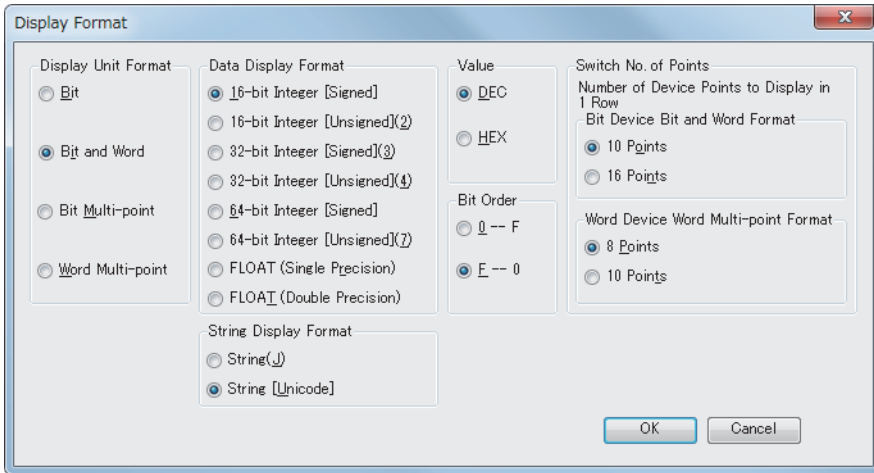 Display Format
Display Unit Format
Bit
Bit and Word
Bit Multi-point
Word Multi-point
Data Display Format
16-bit Integer [Signed]
16-bit Integer [Unsigned](2)
32-bit Integer [Signed](3)
32-bit Integer [Unsigned](4)
64-bit Integer [Signed]
64-bit Integer [Unsigned](7)
FLOAT (Single Precision)
FLOAT (Double Precision)
String Display Format
String(J)
String [Unicode]
Value
DEC
HEX
Bit Order
0 -- F
F -- 0
Switch No. of Points
Number of Device Points to Display in
1 Row
Bit Device Bit and Word Format
10 Points
16 Points
Word Device Word Multi-point Format
8 Points
10 Points
OK
Cancel